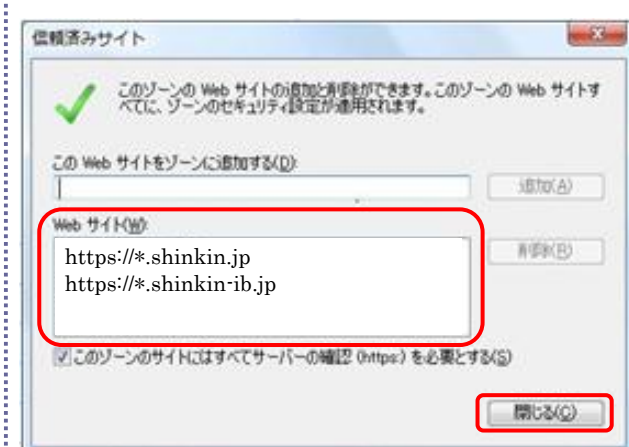 信頼済みサイト
このゾーンの Web サイトの追加と削除ができます。このゾーンの Web サイトす
べてに、ゾーンのセキュリティ設定が適用されます。
この Web サイトをゾーンに追加する(D):
追加(A)
Web サイト(W):
https://*.shinkin.jp
https://*.shinkin-ib.jp
削除(R)
このゾーンのサイトにはすべてサーバーの確認 (https:) を必要とする(S)
閉じる(C)